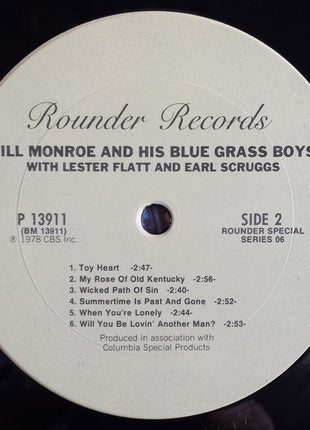 Rounder Records
ILL MONROE AND HIS BLUE GRASS BOYS
WITH LESTER FLATT AND EARL SCRUGGS
P 13911
(BM 13911)
℗ 1978 CBS Inc.
SIDE 2
ROUNDER SPECIAL
SERIES 06
1. Toy Heart -2:47-
2. My Rose Of Old Kentucky -2:56-
3. Wicked Path Of Sin -2:40-
4. Summertime Is Past And Gone -2:52-
5. When You're Lonely -2:44-
6. Will You Be Lovin' Another Man? -2:53-
Produced in association with
Columbia Special Products